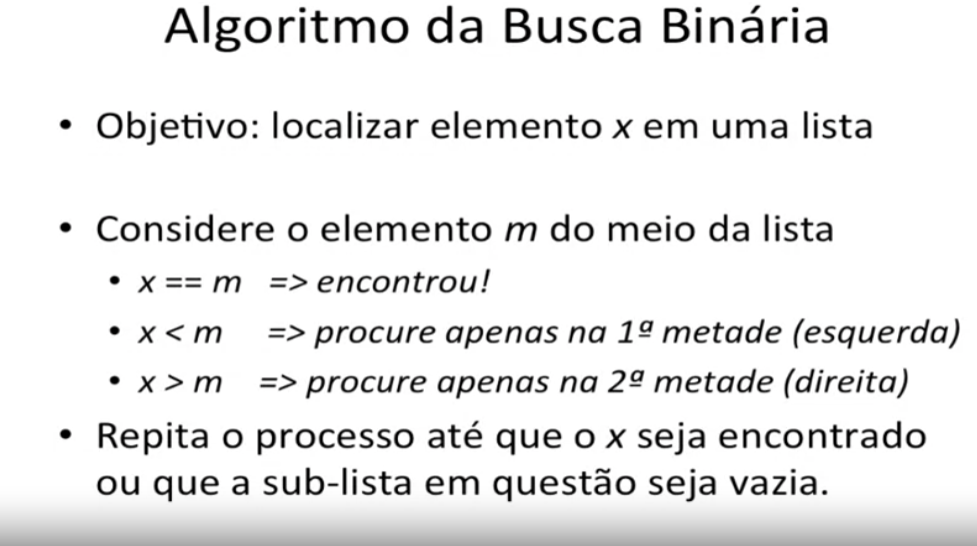 Algoritmo da Busca Binária
• Objetivo: localizar elemento x em uma lista
• Considere o elemento m do meio da lista
• x == m => encontrou!
• x < m => procure apenas na 1ª metade (esquerda)
• x > m => procure apenas na 2ª metade (direita)
• Repita o processo até que o x seja encontrado
ou que a sub-lista em questão seja vazia.